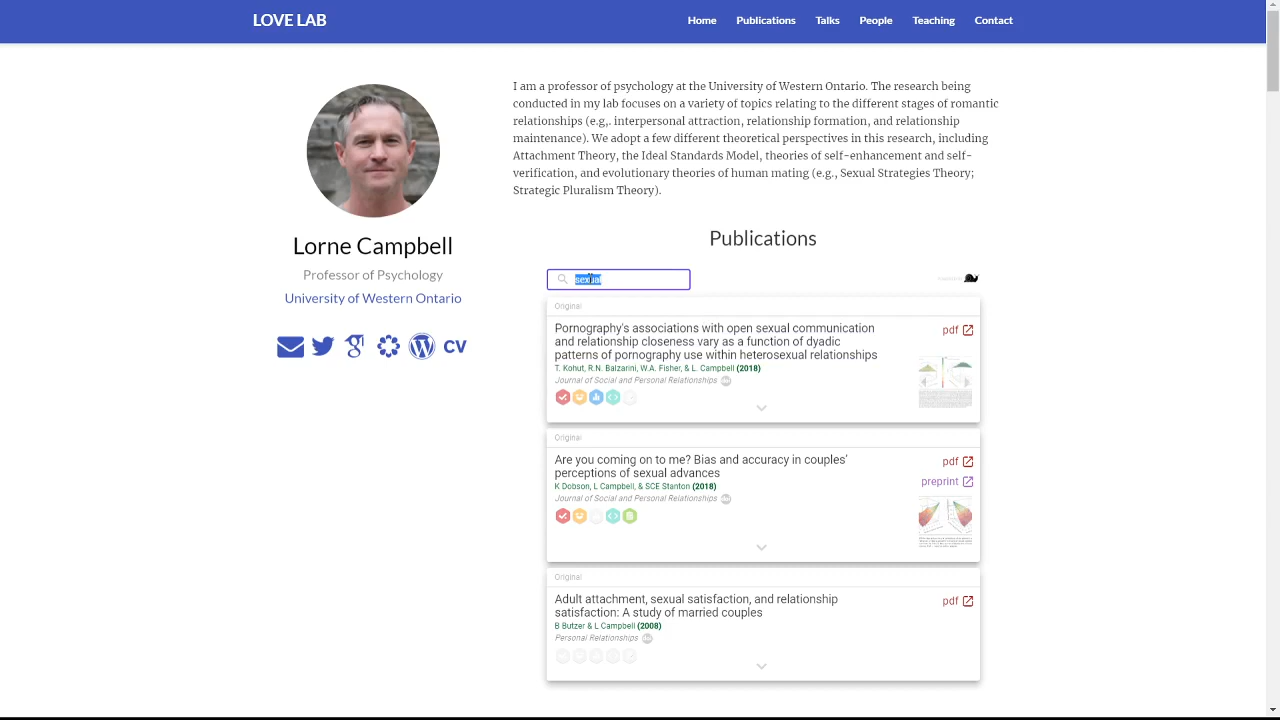 LOVE LAB
Home Publications Talks People Teaching Contact
I am a professor of psychology at the University of Western Ontario. The research being
conducted in my lab focuses on a variety of topics relating to the different stages of romantic
relationships (e,g,. interpersonal attraction, relationship formation, and relationship
maintenance). We adopt a few different theoretical perspectives in this research, including
Attachment Theory, the Ideal Standards Model, theories of self-enhancement and self-
verification, and evolutionary theories of human mating (e.g., Sexual Strategies Theory;
Strategic Pluralism Theory).
Lorne Campbell
Professor of Psychology
University of Western Ontario
CV
Publications
sexual
Original
Pornography's associations with open sexual communication
and relationship closeness vary as a function of dyadic
patterns of pornography use within heterosexual relationships
pdf
T. Kohut, R.N. Balzarini, W.A. Fisher, & L. Campbell (2018)
Journal of Social and Personal Relationships
Original
Are you coming on to me? Bias and accuracy in couples'
perceptions of sexual advances
pdf
preprint
K Dobson, L Campbell, & SCE Stanton (2018)
Journal of Social and Personal Relationships
Original
Adult attachment, sexual satisfaction, and relationship
satisfaction: A study of married couples
pdf
B Butzer & L Campbell (2008)
Personal Relationships